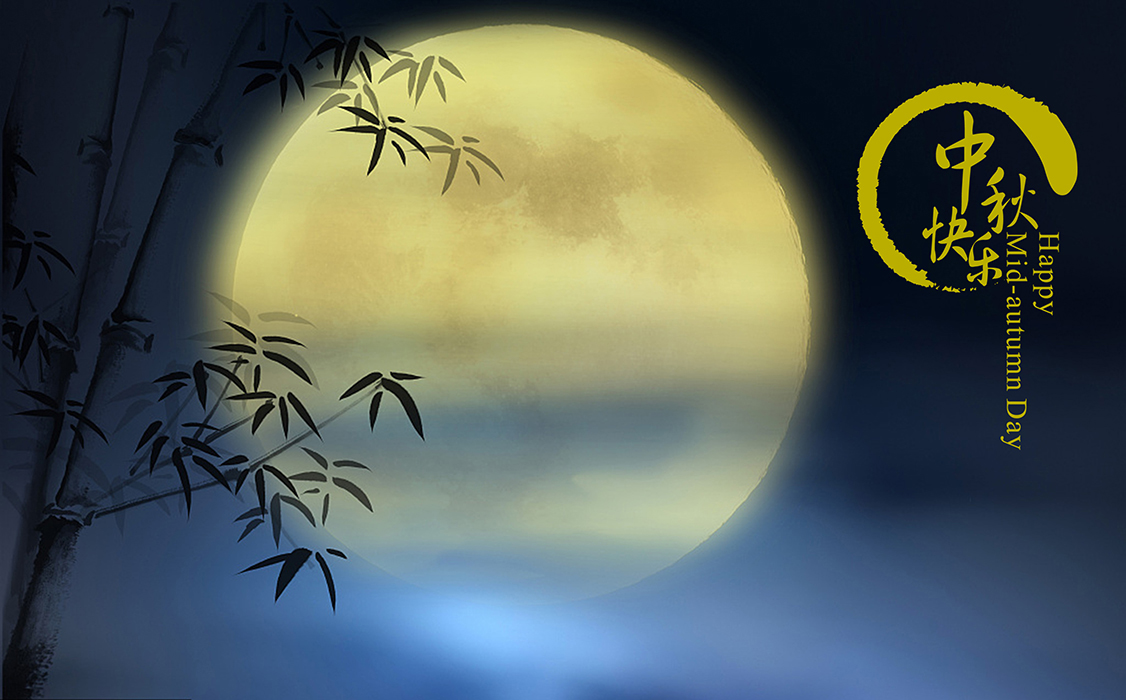 中秋
快乐
Happy
Mid-autumn Day